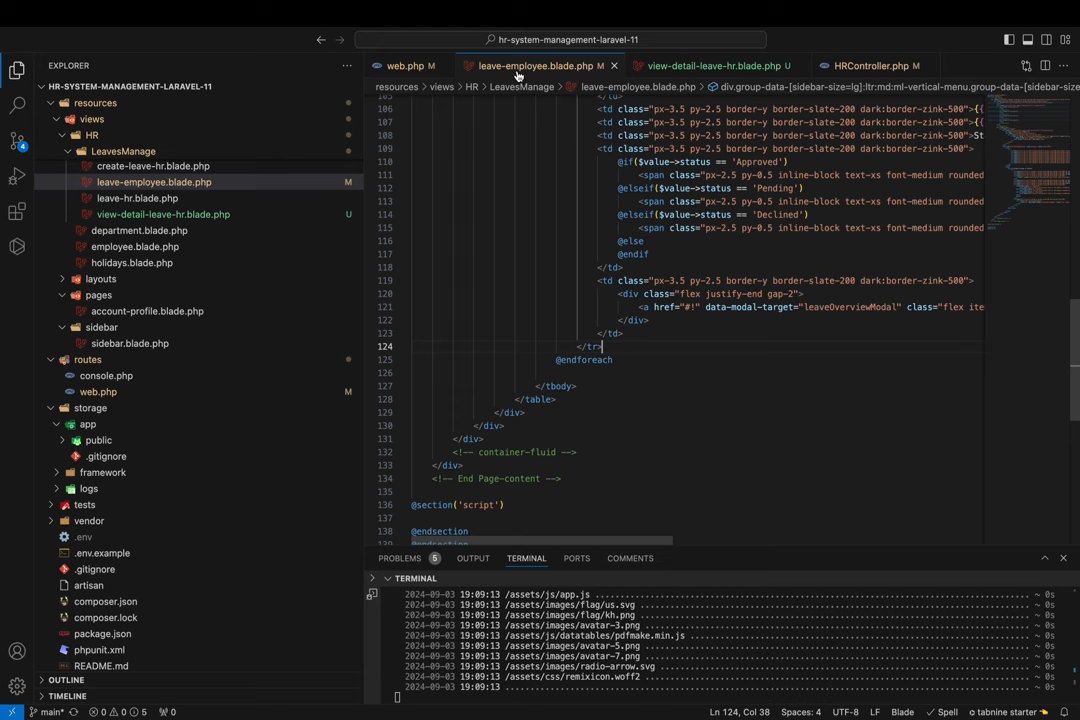 hr-system-management-laravel-11
EXPLORER
web.php M
leave-employee.blade.php M
view-detail-leave-hr.blade.php U
HRController.php M
resources > views > HR > LeavesManage > leave-employee.blade.php > div.group-data-[sidebar-size=lg]:ltr:md:ml-vertical-menu.group-data-[sidebar-size
HR-SYSTEM-MANAGEMENT-LARAVEL-11
resources
views
HR
LeavesManage
create-leave-hr.blade.php
leave-employee.blade.php M
leave-hr.blade.php
view-detail-leave-hr.blade.php U
department.blade.php
employee.blade.php
holidays.blade.php
layouts
pages
account-profile.blade.php
sidebar
sidebar.blade.php
routes
console.php
web.php M
storage
app
public
.gitignore
framework
logs
tests
vendor
.env
.env.example
.gitignore
artisan
composer.json
composer.lock
package.json
phpunit.xml
README.md
OUTLINE
TIMELINE
4
105 </td>
106 <td class="px-3.5 py-2.5 border-y border-slate-200 dark:border-zink-500">{{
107 <td class="px-3.5 py-2.5 border-y border-slate-200 dark:border-zink-500">{{
108 <td class="px-3.5 py-2.5 border-y border-slate-200 dark:border-zink-500">St
109 <td class="px-3.5 py-2.5 border-y border-slate-200 dark:border-zink-500">
110 @if($value->status == 'Approved')
111 <span class="px-2.5 py-0.5 inline-block text-xs font-medium rounded
112 @elseif($value->status == 'Pending')
113 <span class="px-2.5 py-0.5 inline-block text-xs font-medium rounded
114 @elseif($value->status == 'Declined')
115 <span class="px-2.5 py-0.5 inline-block text-xs font-medium rounded
116 @else
117 @endif
118 </td>
119 <td class="px-3.5 py-2.5 border-y border-slate-200 dark:border-zink-500">
120 <div class="flex justify-end gap-2">
121 <a href="#!" data-modal-target="leaveOverviewModal" class="flex ite
122 </div>
123 </td>
124 </tr>
125 @endforeach
126
127 </tbody>
128 </table>
129 </div>
130 </div>
131 </div>
132 <!-- container-fluid -->
133 </div>
134 <!-- End Page-content -->
135
136 @section('script')
137
138 @endsection
139 @endsection
PROBLEMS 5 OUTPUT TERMINAL PORTS COMMENTS
TERMINAL
2024-09-03 19:09:13 /assets/js/app.js ~ 0s
2024-09-03 19:09:13 /assets/images/flag/us.svg ~ 0s
2024-09-03 19:09:13 /assets/images/flag/kh.png ~ 0s
2024-09-03 19:09:13 /assets/images/avatar-3.png ~ 0s
2024-09-03 19:09:13 /assets/js/datatables/pdfmake.min.js ~ 0s
2024-09-03 19:09:13 /assets/images/avatar-5.png ~ 0s
2024-09-03 19:09:13 /assets/images/avatar-7.png ~ 0s
2024-09-03 19:09:13 /assets/images/radio-arrow.svg ~ 0s
2024-09-03 19:09:13 /assets/css/remixicon.woff2 ~ 0s
2024-09-03 19:09:13 ~ 0s
main* 0 0 5 0 Ln 124, Col 38 Spaces: 4 UTF-8 LF Blade Spell tabnine starter